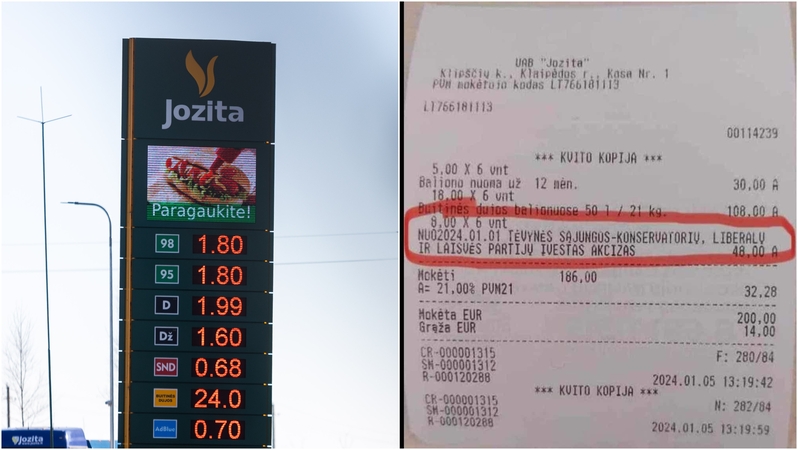 Jozita
Paragaukite!
98 1.80
95 1.80
D 1.99
Dž 1.60
SND 0.68
BUITINĖS DUJOS 24.0
AdBlue 0.70
Jozita
UAB "Jozita"
Klipščių k., Klaipėdos r., Kasa Nr. 1
PVM mokėtojo kodas LT766181113
LT766181113
00114239
*** KVITO KOPIJA ***
5.00 X 6 vnt
Baliono nuoma už 12 mėn. 30,00 A
18.00 X 6 vnt
Buitinės dujos balionuose 50 l / 21 kg. 108,00 A
8.00 X 6 vnt
NUO2024.01.01 TĖVYNĖS SĄJUNGOS-KONSERVATORIŲ, LIBERALŲ
IR LAISVĖS PARTIJŲ ĮVESTAS AKCIZAS 48,00 A
Mokėti 186,00
A= 21,00% PVM21 32,28
Mokėta EUR 200,00
Grąža EUR 14,00
CR-000001315 F: 280/84
SM-000001312
R-000120288 2024.01.05 13:19:42
*** KVITO KOPIJA ***
CR-000001315 N: 282/84
SM-000001312
R-000120288 2024.01.05 13:19:59